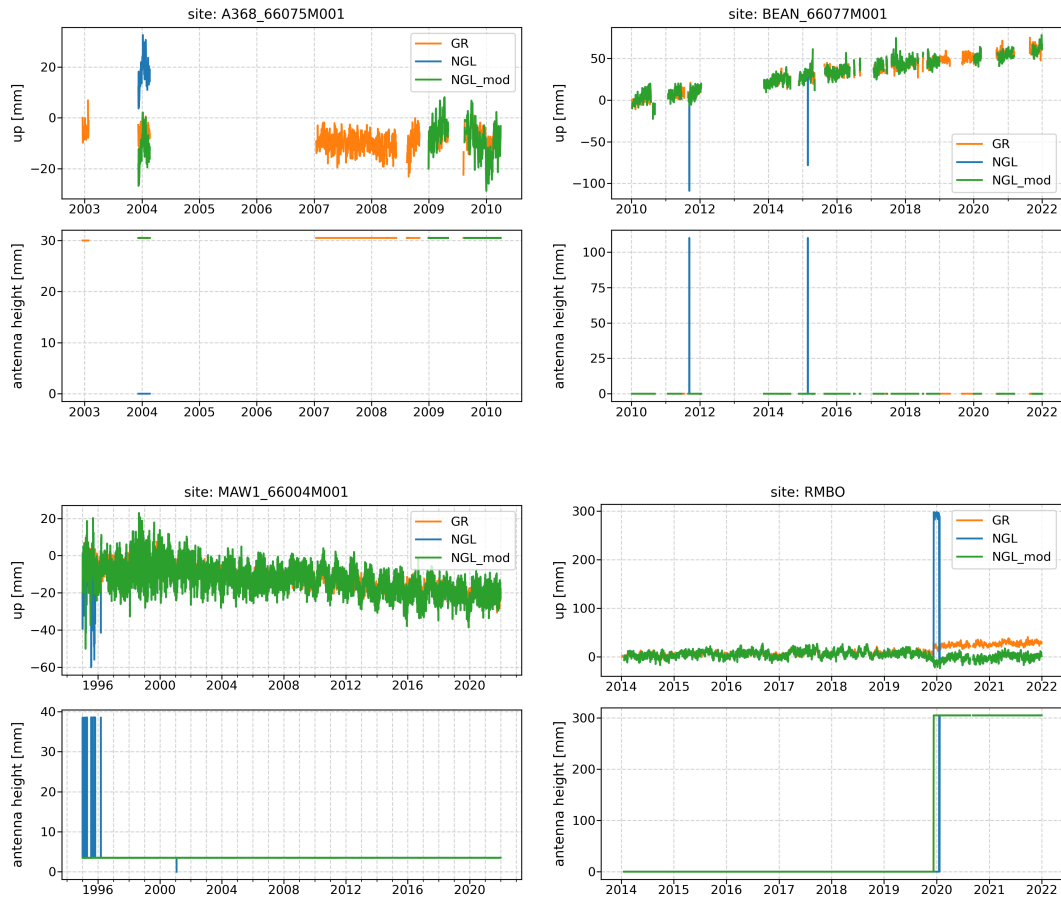 site: A368_66075M001
up [mm]
20
0
−20
GR
NGL
NGL_mod
2003 2004 2005 2006 2007 2008 2009 2010
antenna height [mm]
30
20
10
0
2003 2004 2005 2006 2007 2008 2009 2010
site: BEAN_66077M001
up [mm]
50
0
−50
−100
GR
NGL
NGL_mod
2010 2012 2014 2016 2018 2020 2022
antenna height [mm]
100
75
50
25
0
2010 2012 2014 2016 2018 2020 2022
site: MAW1_66004M001
up [mm]
20
0
−20
−40
−60
GR
NGL
NGL_mod
1996 2000 2004 2008 2012 2016 2020
antenna height [mm]
40
30
20
10
0
1996 2000 2004 2008 2012 2016 2020
site: RMBO
up [mm]
300
200
100
0
GR
NGL
NGL_mod
2014 2015 2016 2017 2018 2019 2020 2021 2022
antenna height [mm]
300
200
100
0
2014 2015 2016 2017 2018 2019 2020 2021 2022